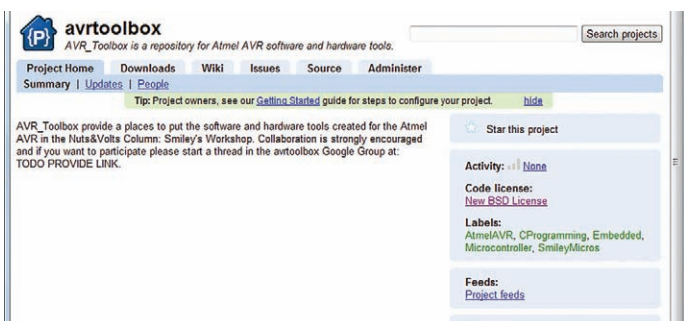 {P}
avrtoolbox
AVR_Toolbox is a repository for Atmel AVR software and hardware tools.
Search projects
Project Home Downloads Wiki Issues Source Administer
Summary | Updates | People
Tip: Project owners, see our Getting Started guide for steps to configure your project. hide
AVR_Toolbox provide a places to put the software and hardware tools created for the Atmel
AVR in the Nuts&Volts Column: Smiley's Workshop. Collaboration is strongly encouraged
and if you want to participate please start a thread in the avrtoolbox Google Group at:
TODO PROVIDE LINK.
Star this project
Activity: None
Code license:
New BSD License
Labels:
AtmelAVR, CProgramming, Embedded,
Microcontroller, SmileyMicros
Feeds:
Project feeds